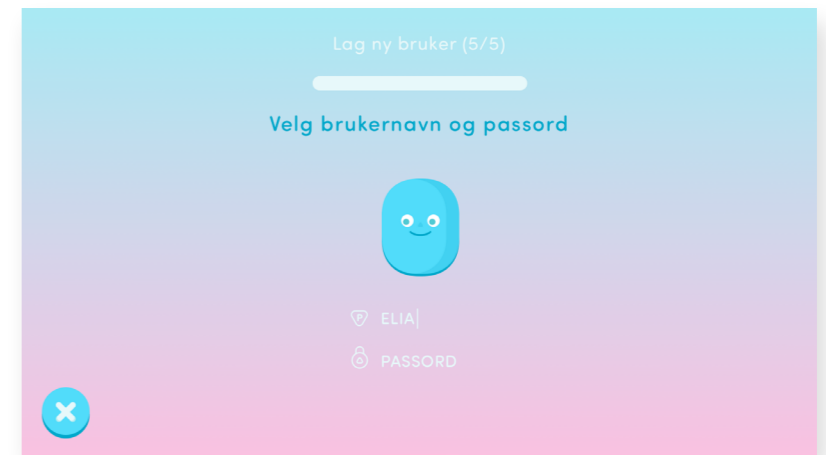 Lag ny bruker (5/5)
Velg brukernavn og passord
P ELIA
PASSORD